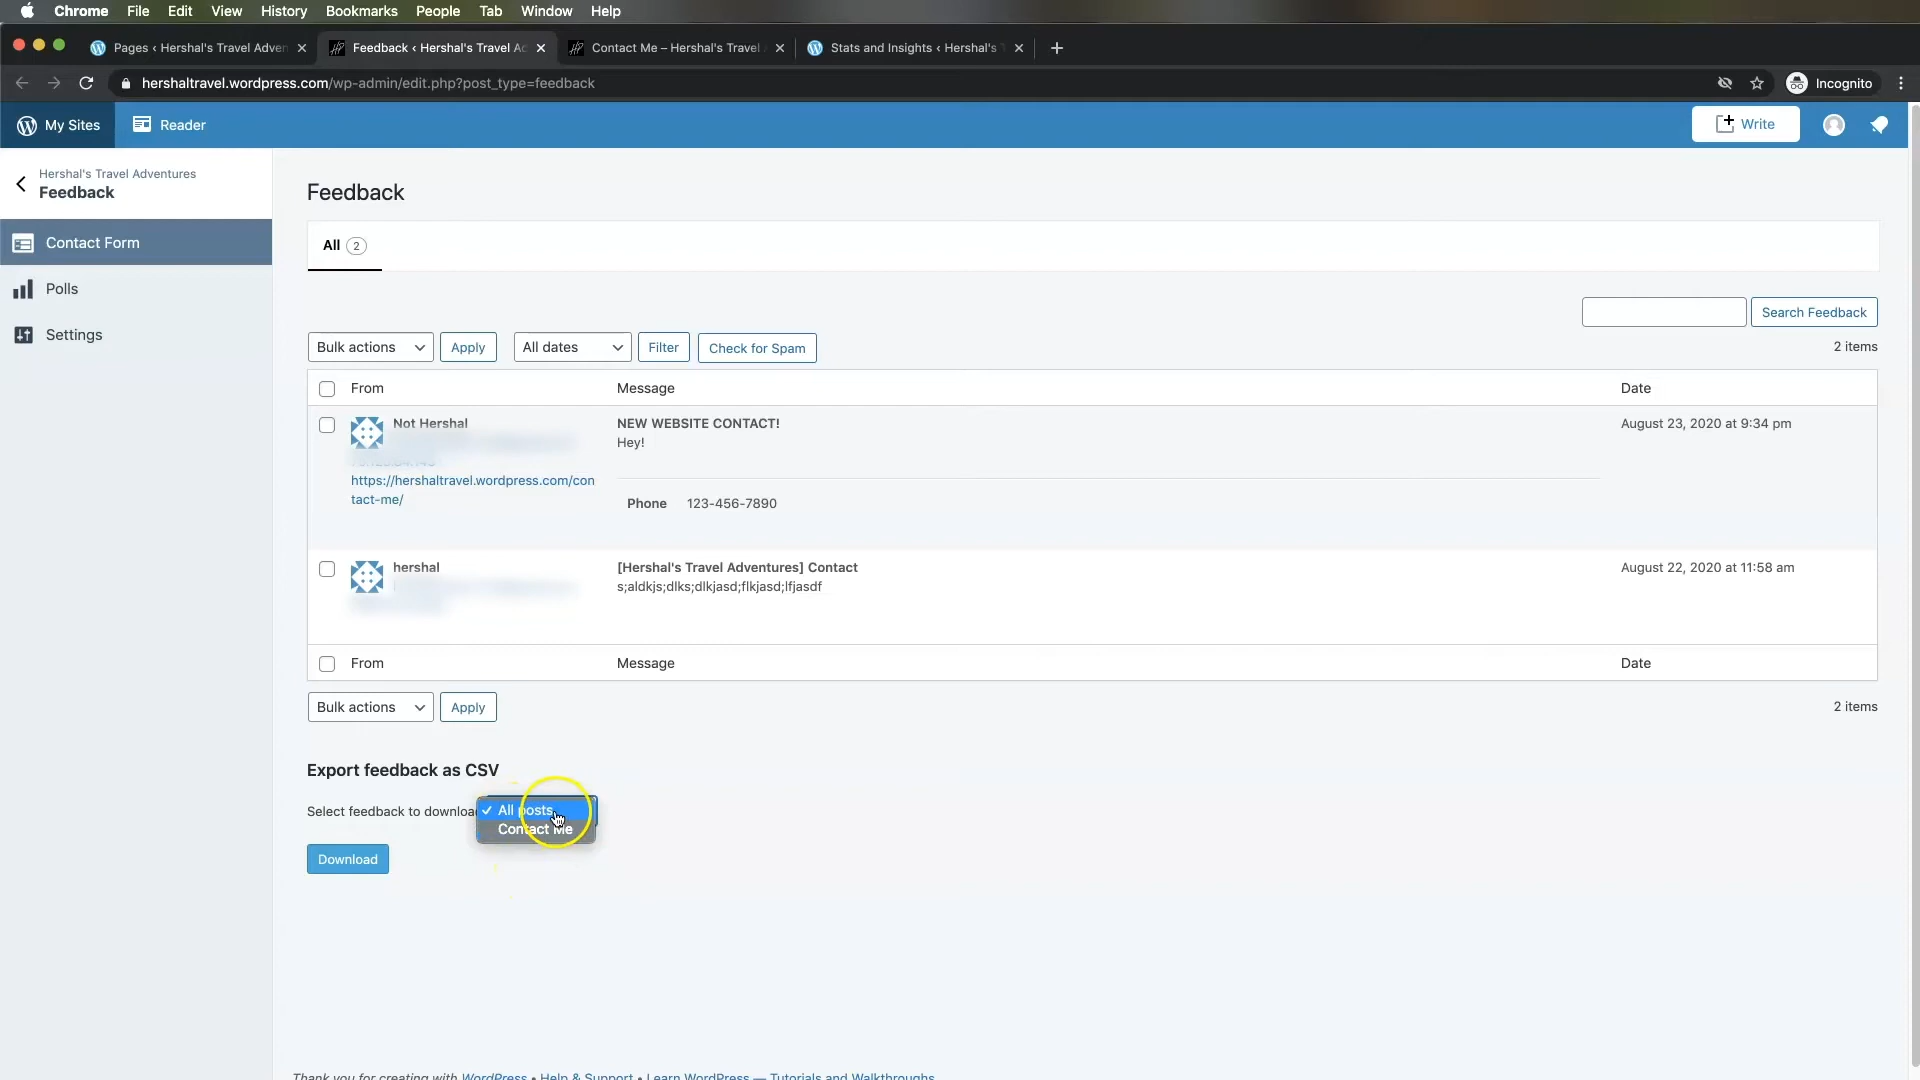 Chrome File Edit View History Bookmarks People Tab Window Help
Pages ‹ Hershal's Travel Adven
Feedback ‹ Hershal's Travel Ad
Contact Me – Hershal's Travel
Stats and Insights ‹ Hershal's
hershaltravel.wordpress.com/wp-admin/edit.php?post_type=feedback
Incognito
My Sites
Reader
Write
Hershal's Travel Adventures
Feedback
Contact Form
Polls
Settings
Feedback
All 2
Search Feedback
Bulk actions Apply All dates Filter Check for Spam
2 items
From Message Date
Not Hershal
https://hershaltravel.wordpress.com/con
tact-me/
NEW WEBSITE CONTACT!
Hey!
Phone 123-456-7890
August 23, 2020 at 9:34 pm
hershal
[Hershal's Travel Adventures] Contact
s;aldkjs;dlks;dlkjasd;flkjasd;lfjasdf
August 22, 2020 at 11:58 am
From Message Date
Bulk actions Apply
2 items
Export feedback as CSV
Select feedback to downloa
✓ All posts
Contact Me
Download
Thank you for creating with WordPress • Help & Support • Learn WordPress — Tutorials and Walkthroughs